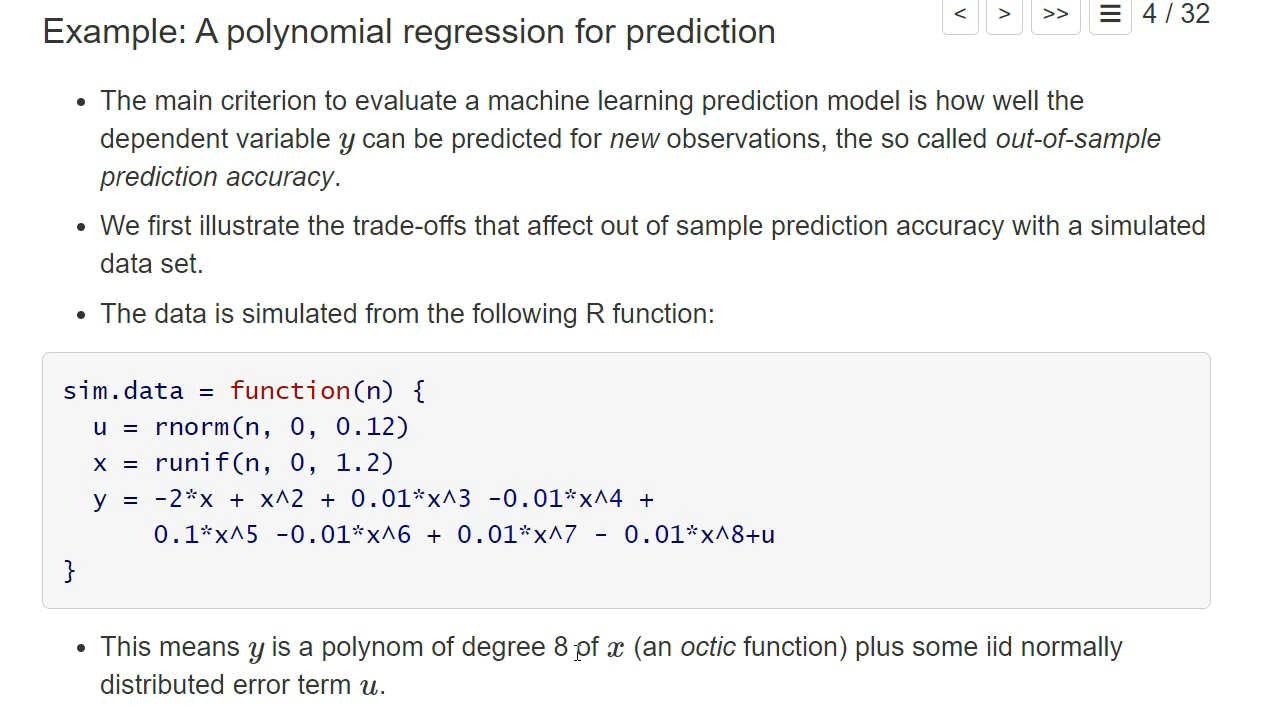 Example: A polynomial regression for prediction
< > >> ☰ 4 / 32
• The main criterion to evaluate a machine learning prediction model is how well the
dependent variable y can be predicted for new observations, the so called out-of-sample
prediction accuracy.
• We first illustrate the trade-offs that affect out of sample prediction accuracy with a simulated
data set.
• The data is simulated from the following R function:
sim.data = function(n) {
  u = rnorm(n, 0, 0.12)
  x = runif(n, 0, 1.2)
  y = -2*x + x^2 + 0.01*x^3 -0.01*x^4 +
      0.1*x^5 -0.01*x^6 + 0.01*x^7 - 0.01*x^8+u
}
• This means y is a polynom of degree 8 of x (an octic function) plus some iid normally
distributed error term u.